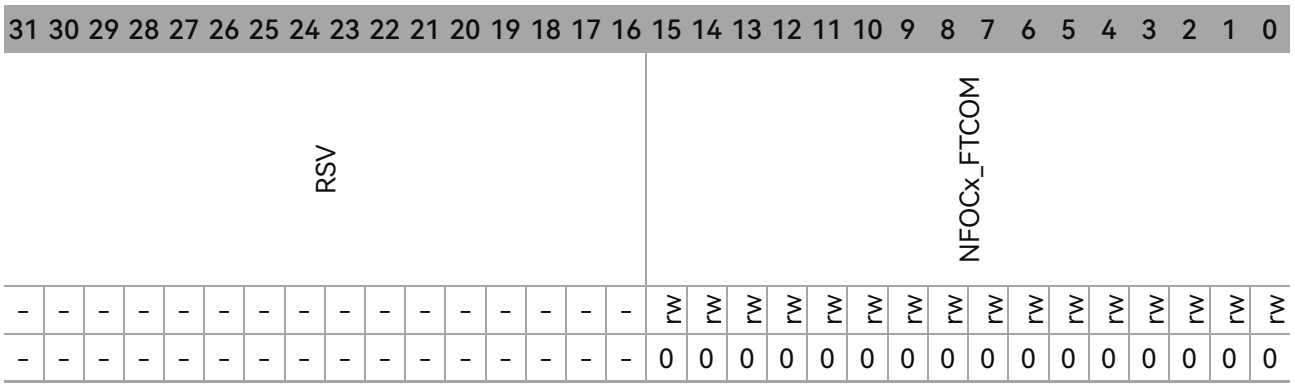 31 30 29 28 27 26 25 24 23 22 21 20 19 18 17 16 15 14 13 12 11 10 9 8 7 6 5 4 3 2 1 0
RSV NFOCx_FTCOM
- - - - - - - - - - - - - - - - rw rw rw rw rw rw rw rw rw rw rw rw rw rw rw rw
- - - - - - - - - - - - - - - - 0 0 0 0 0 0 0 0 0 0 0 0 0 0 0 0